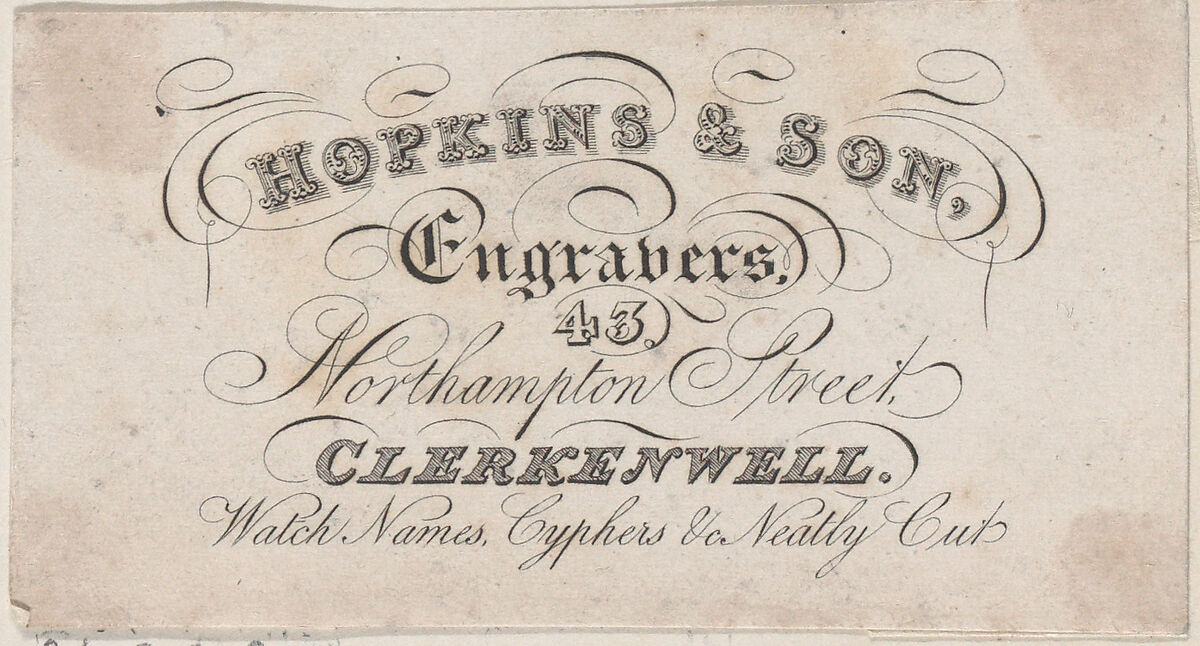 HOPKINS & SON,
Engravers,
43.
Northampton Street,
CLERKENWELL.
Watch Names, Cyphers &c Neatly Cut